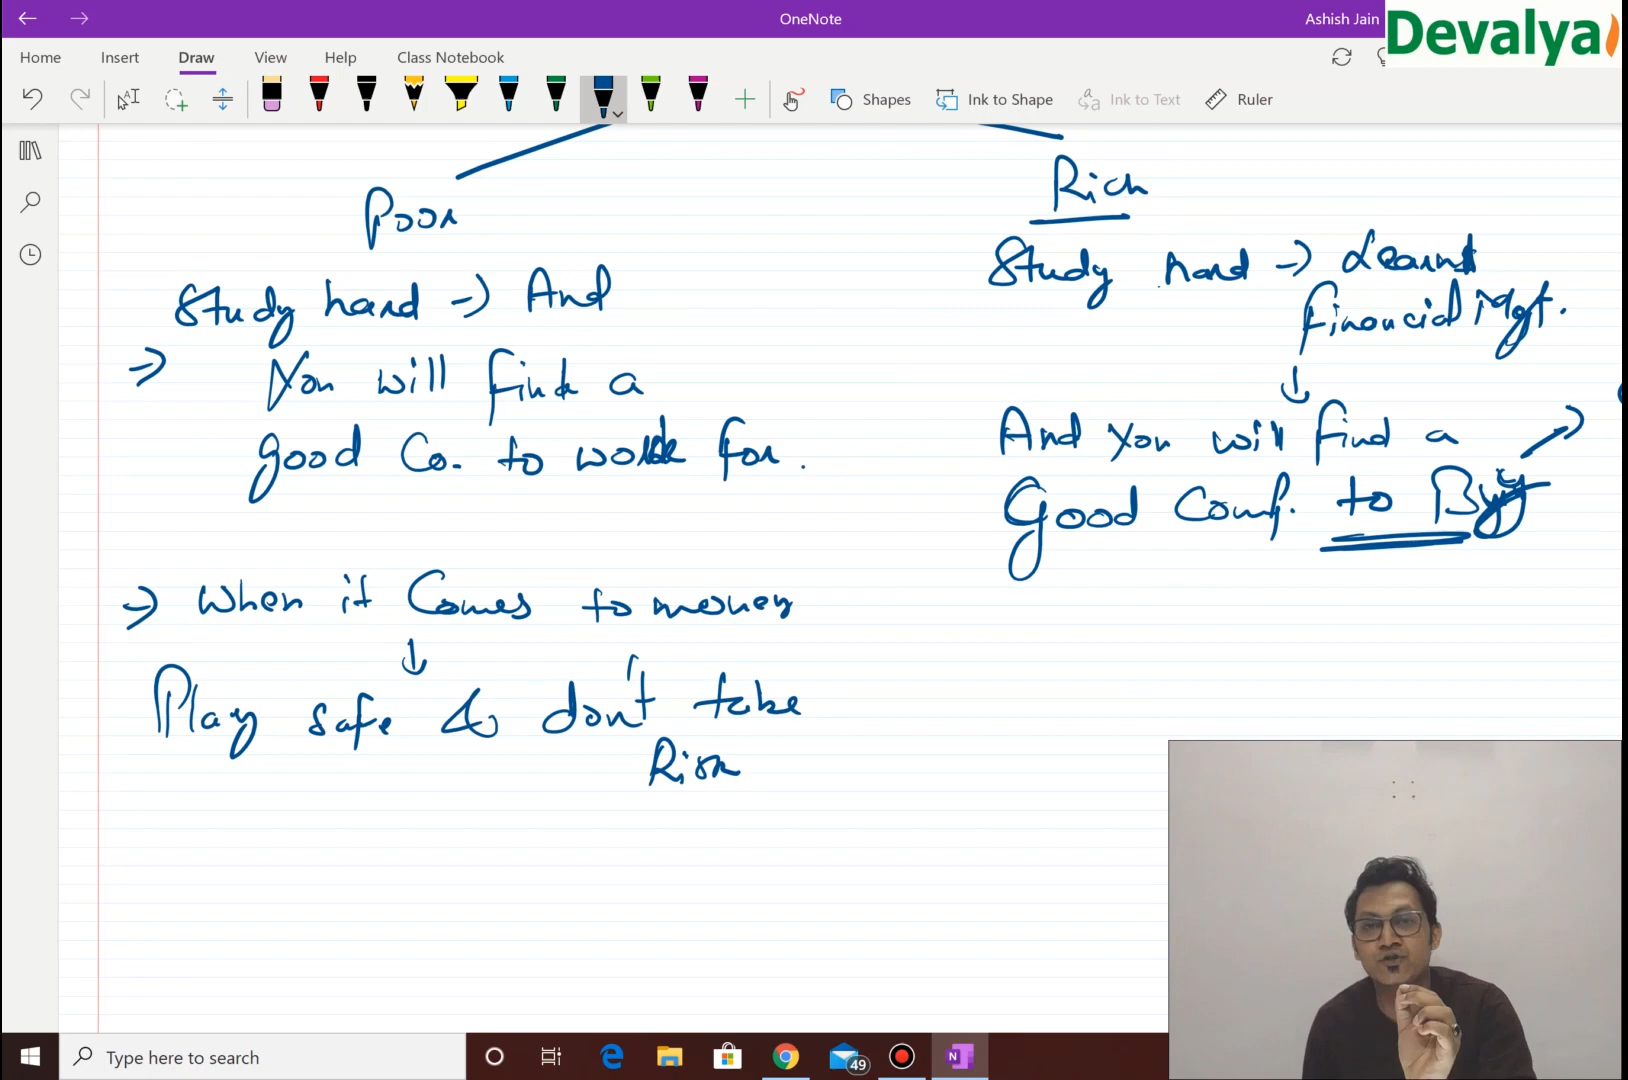 OneNote
Ashish Jain
Devalya
Home Insert Draw View Help Class Notebook
Shapes Ink to Shape Ink to Text Ruler
Poor
Study hard → And
→ You will find a
good Co. to work for.
→ When it Comes to money
↓
Play safe & don't take
Risk
Rich
Study hard → Learn
Financial Mgt.
↓
And you will find a
Good Comp. to Buy
Type here to search
49